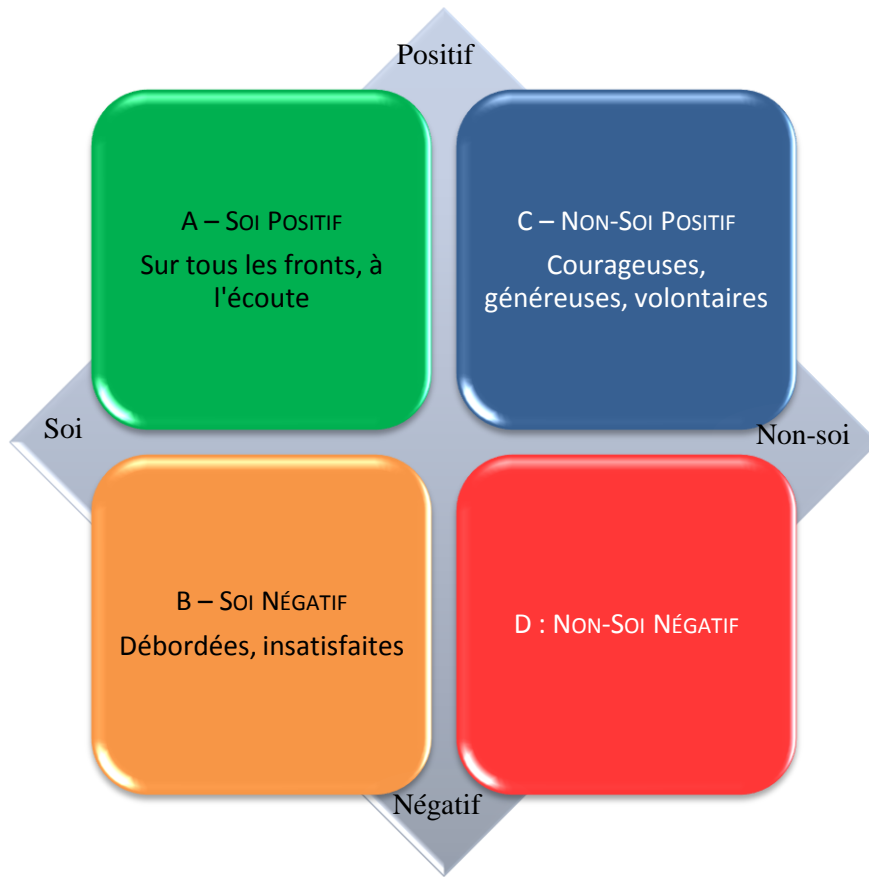 Positif
A – SOI POSITIF
Sur tous les fronts, à
l'écoute
C – NON-SOI POSITIF
Courageuses,
généreuses, volontaires
Soi
Non-soi
B – SOI NÉGATIF
Débordées, insatisfaites
D : NON-SOI NÉGATIF
Négatif